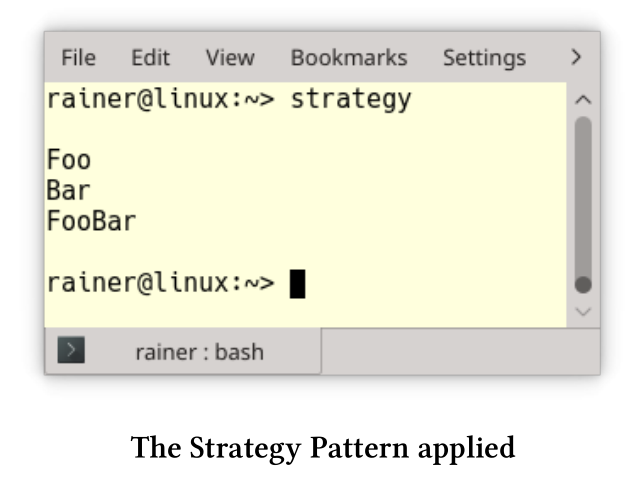 File Edit View Bookmarks Settings >
rainer@linux:~> strategy
Foo
Bar
FooBar
rainer@linux:~>
rainer : bash
The Strategy Pattern applied